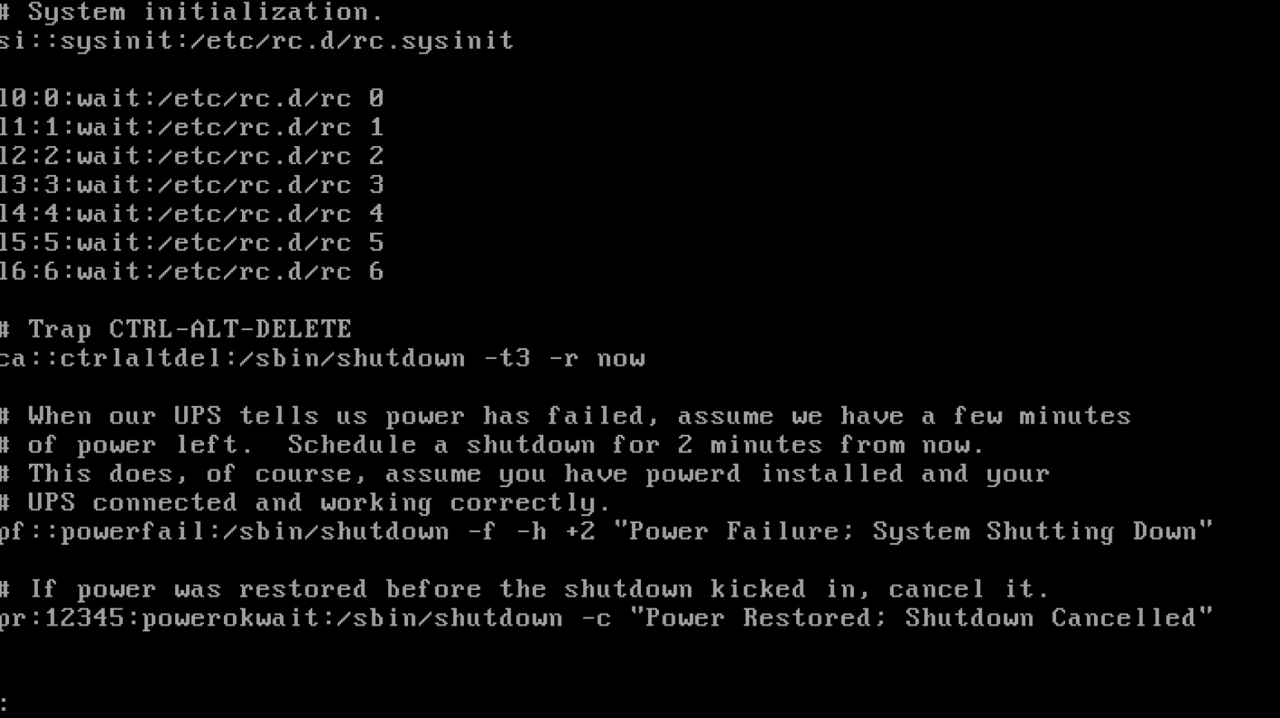 # System initialization.
si::sysinit:/etc/rc.d/rc.sysinit
l0:0:wait:/etc/rc.d/rc 0
l1:1:wait:/etc/rc.d/rc 1
l2:2:wait:/etc/rc.d/rc 2
l3:3:wait:/etc/rc.d/rc 3
l4:4:wait:/etc/rc.d/rc 4
l5:5:wait:/etc/rc.d/rc 5
l6:6:wait:/etc/rc.d/rc 6
# Trap CTRL-ALT-DELETE
ca::ctrlaltdel:/sbin/shutdown -t3 -r now
# When our UPS tells us power has failed, assume we have a few minutes
# of power left.  Schedule a shutdown for 2 minutes from now.
# This does, of course, assume you have powerd installed and your
# UPS connected and working correctly.
pf::powerfail:/sbin/shutdown -f -h +2 "Power Failure; System Shutting Down"
# If power was restored before the shutdown kicked in, cancel it.
pr:12345:powerokwait:/sbin/shutdown -c "Power Restored; Shutdown Cancelled"
: